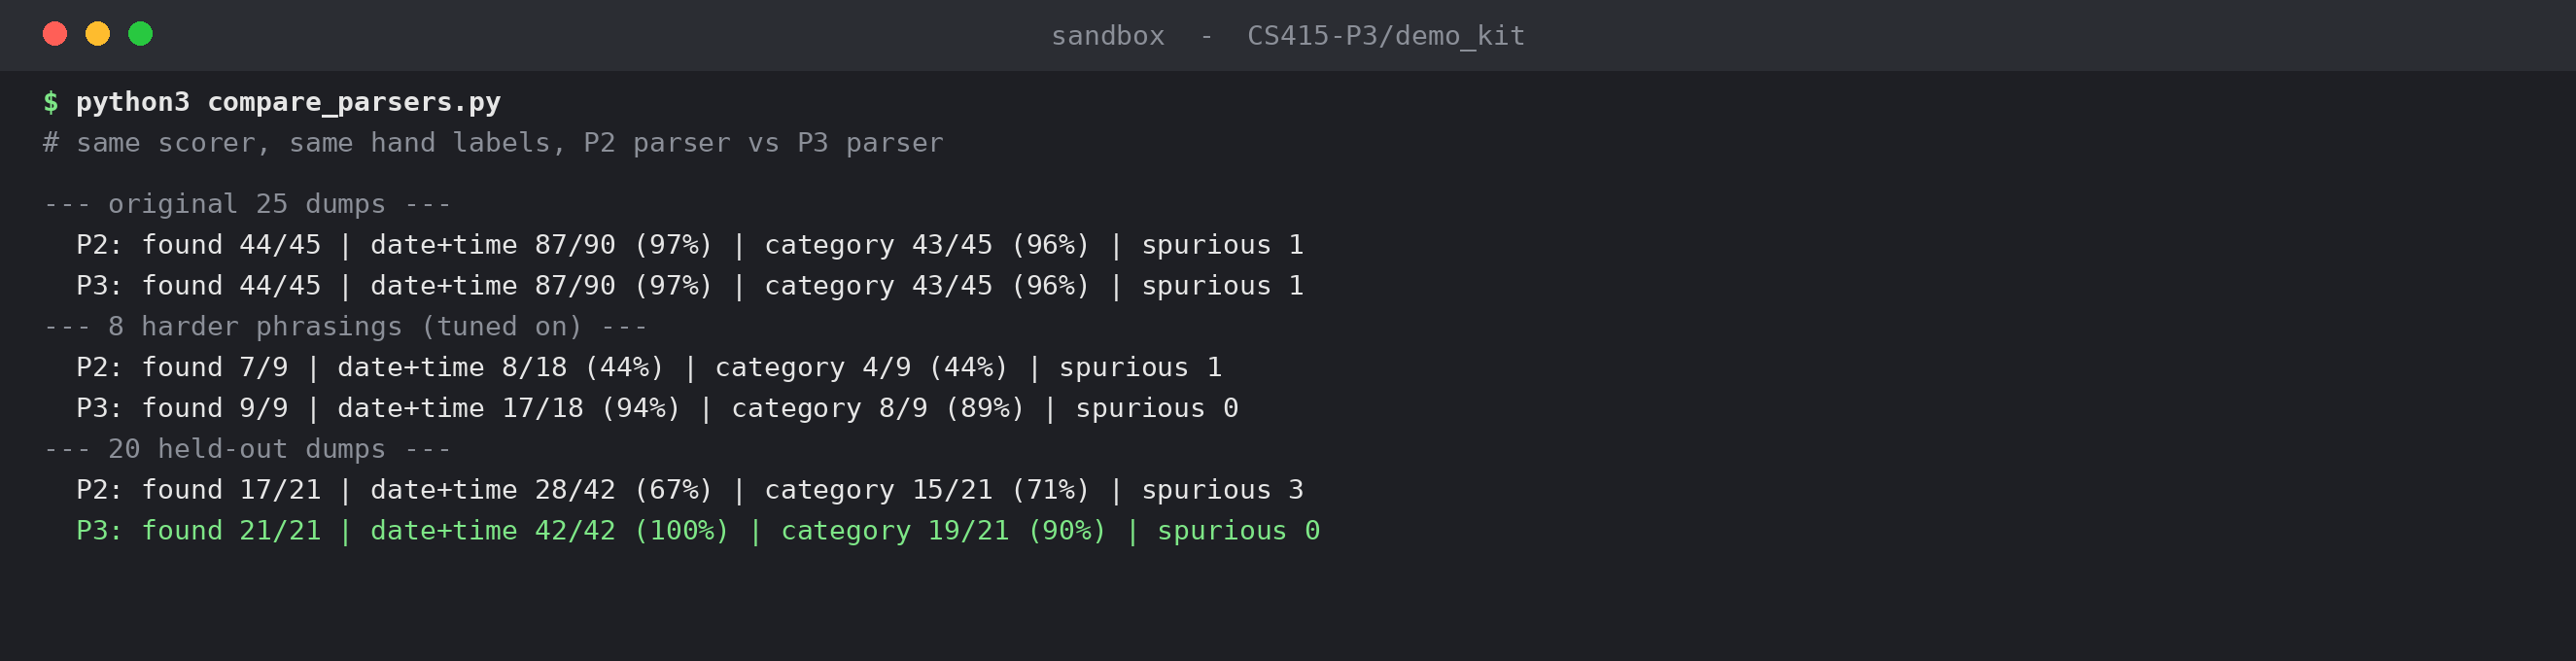 sandbox - CS415-P3/demo_kit
$ python3 compare_parsers.py
# same scorer, same hand labels, P2 parser vs P3 parser
--- original 25 dumps ---
P2: found 44/45 | date+time 87/90 (97%) | category 43/45 (96%) | spurious 1
P3: found 44/45 | date+time 87/90 (97%) | category 43/45 (96%) | spurious 1
--- 8 harder phrasings (tuned on) ---
P2: found 7/9 | date+time 8/18 (44%) | category 4/9 (44%) | spurious 1
P3: found 9/9 | date+time 17/18 (94%) | category 8/9 (89%) | spurious 0
--- 20 held-out dumps ---
P2: found 17/21 | date+time 28/42 (67%) | category 15/21 (71%) | spurious 3
P3: found 21/21 | date+time 42/42 (100%) | category 19/21 (90%) | spurious 0